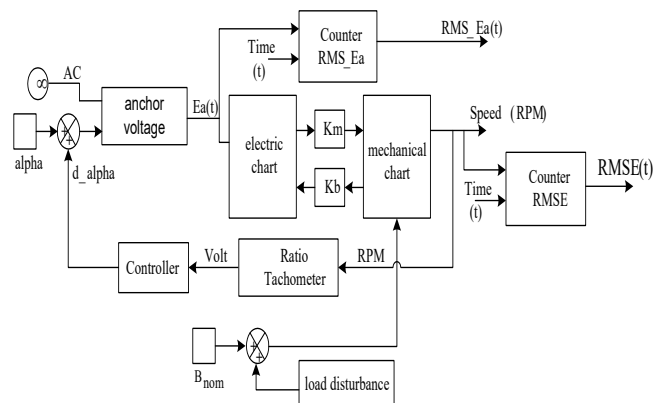 Counter
RMS_Ea
RMS_Ea(t)
Time
(t)
∞
AC
anchor
voltage
Ea(t)
alpha
d_alpha
+
+
electric
chart
Km
Kb
mechanical
chart
Speed (RPM)
Time
(t)
Counter
RMSE
RMSE(t)
Controller
Volt
Ratio
Tachometer
RPM
B nom
+
+
load disturbance